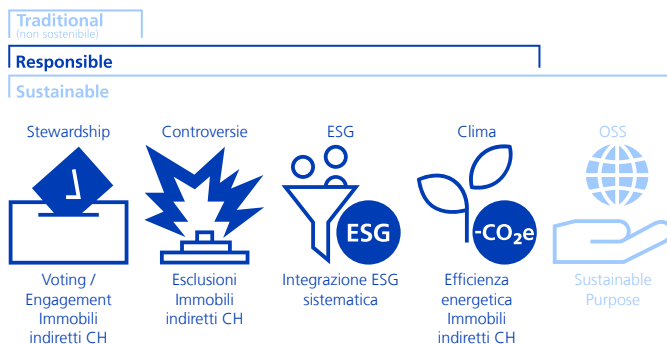 Traditional
(non sostenibile)
Responsible
Sustainable
Stewardship
Controversie
ESG
Clima
OSS
ESG
-CO₂e
Voting /
Engagement
Immobili
indiretti CH
Esclusioni
Immobili
indiretti CH
Integrazione ESG
sistematica
Efficienza
energetica
Immobili
indiretti CH
Sustainable
Purpose